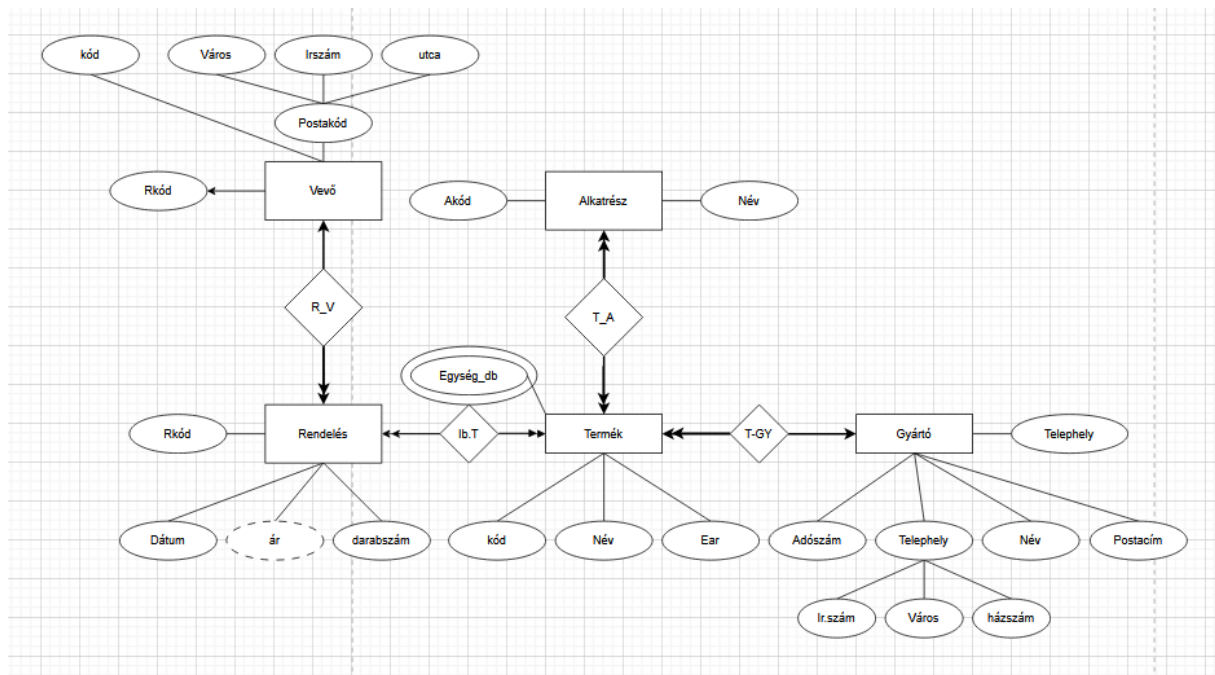 kód
Város
Irszám
utca
Postakód
Rkód
Vevő
Akód
Alkatrész
Név
R_V
T_A
Egység_db
Rkód
Rendelés
Ib.T
Termék
T-GY
Gyártó
Telephely
Dátum
ár
darabszám
kód
Név
Ear
Adószám
Telephely
Név
Postacím
Ir.szám
Város
házszám